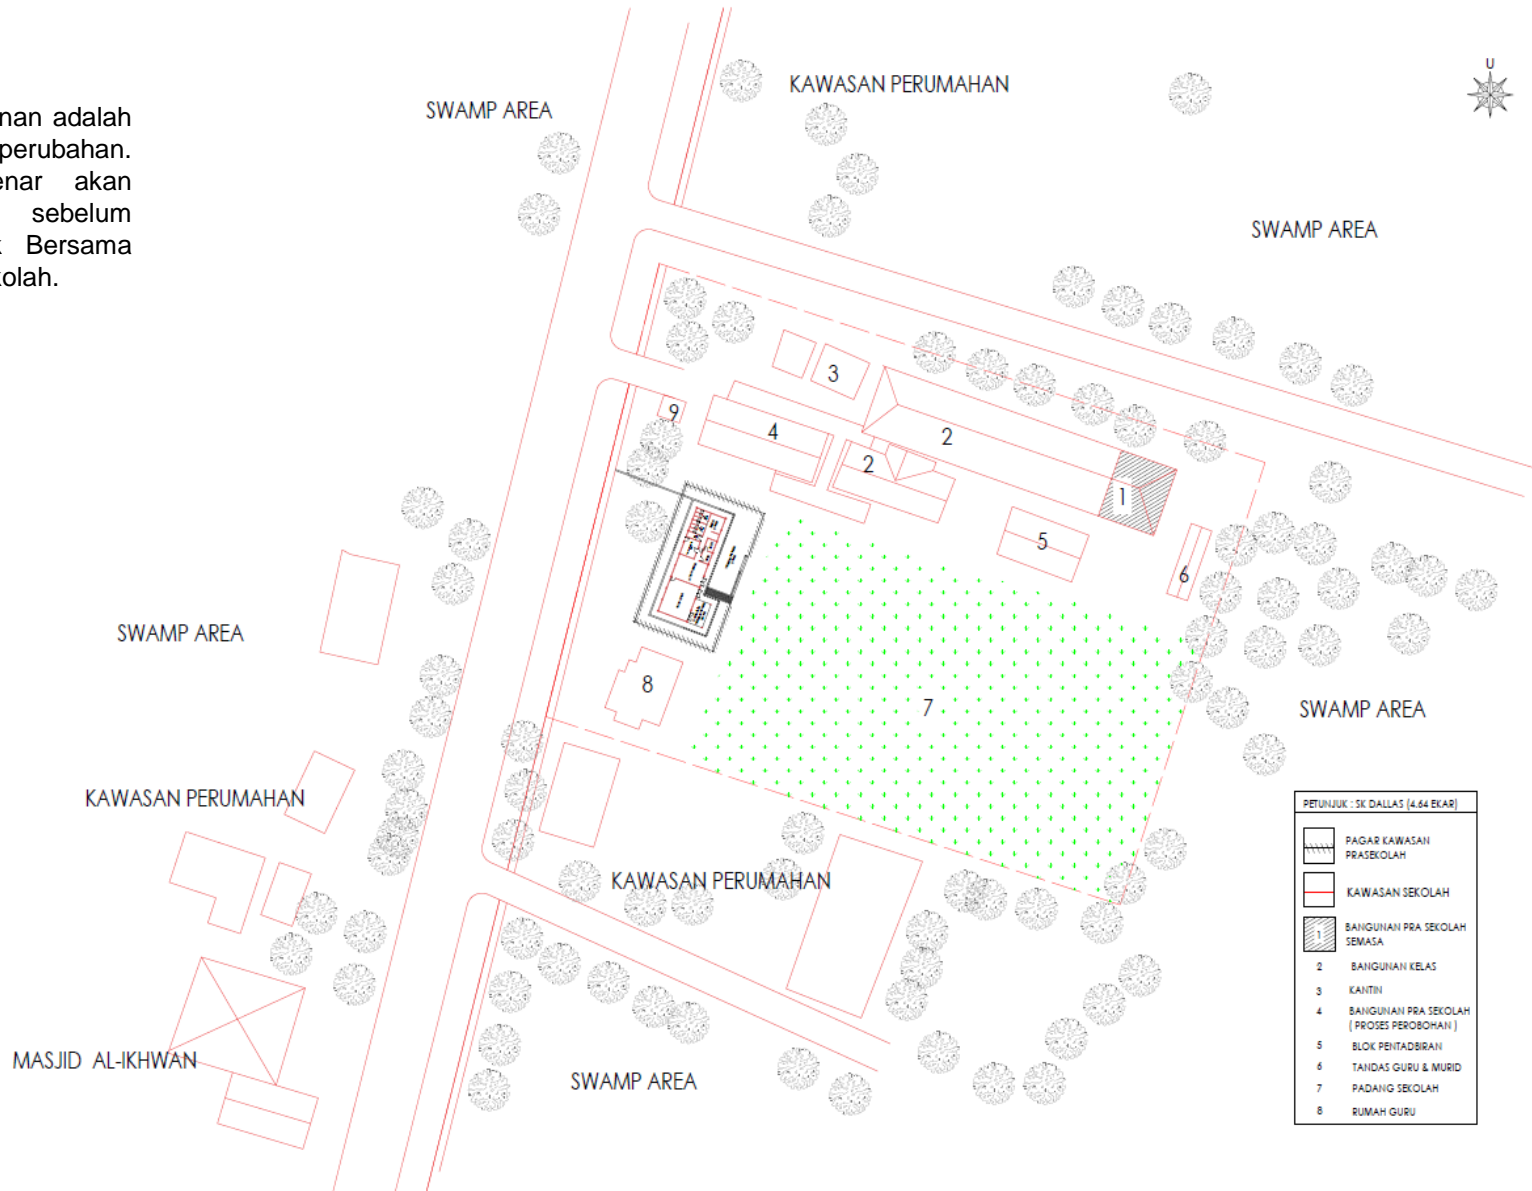 nan adalah
perubahan.
enar akan
sebelum
k Bersama
kolah.
SWAMP AREA
KAWASAN PERUMAHAN
U
SWAMP AREA
3
9
4
2
2
1
5
6
SWAMP AREA
8
7
SWAMP AREA
KAWASAN PERUMAHAN
KAWASAN PERUMAHAN
MASJID AL-IKHWAN
SWAMP AREA
PETUNJUK : SK DALLAS (4.64 EKAR)
PAGAR KAWASAN
PRASEKOLAH
KAWASAN SEKOLAH
1 BANGUNAN PRA SEKOLAH
SEMASA
2 BANGUNAN KELAS
3 KANTIN
4 BANGUNAN PRA SEKOLAH
( PROSES PEROBOHAN )
5 BLOK PENTADBIRAN
6 TANDAS GURU & MURID
7 PADANG SEKOLAH
8 RUMAH GURU